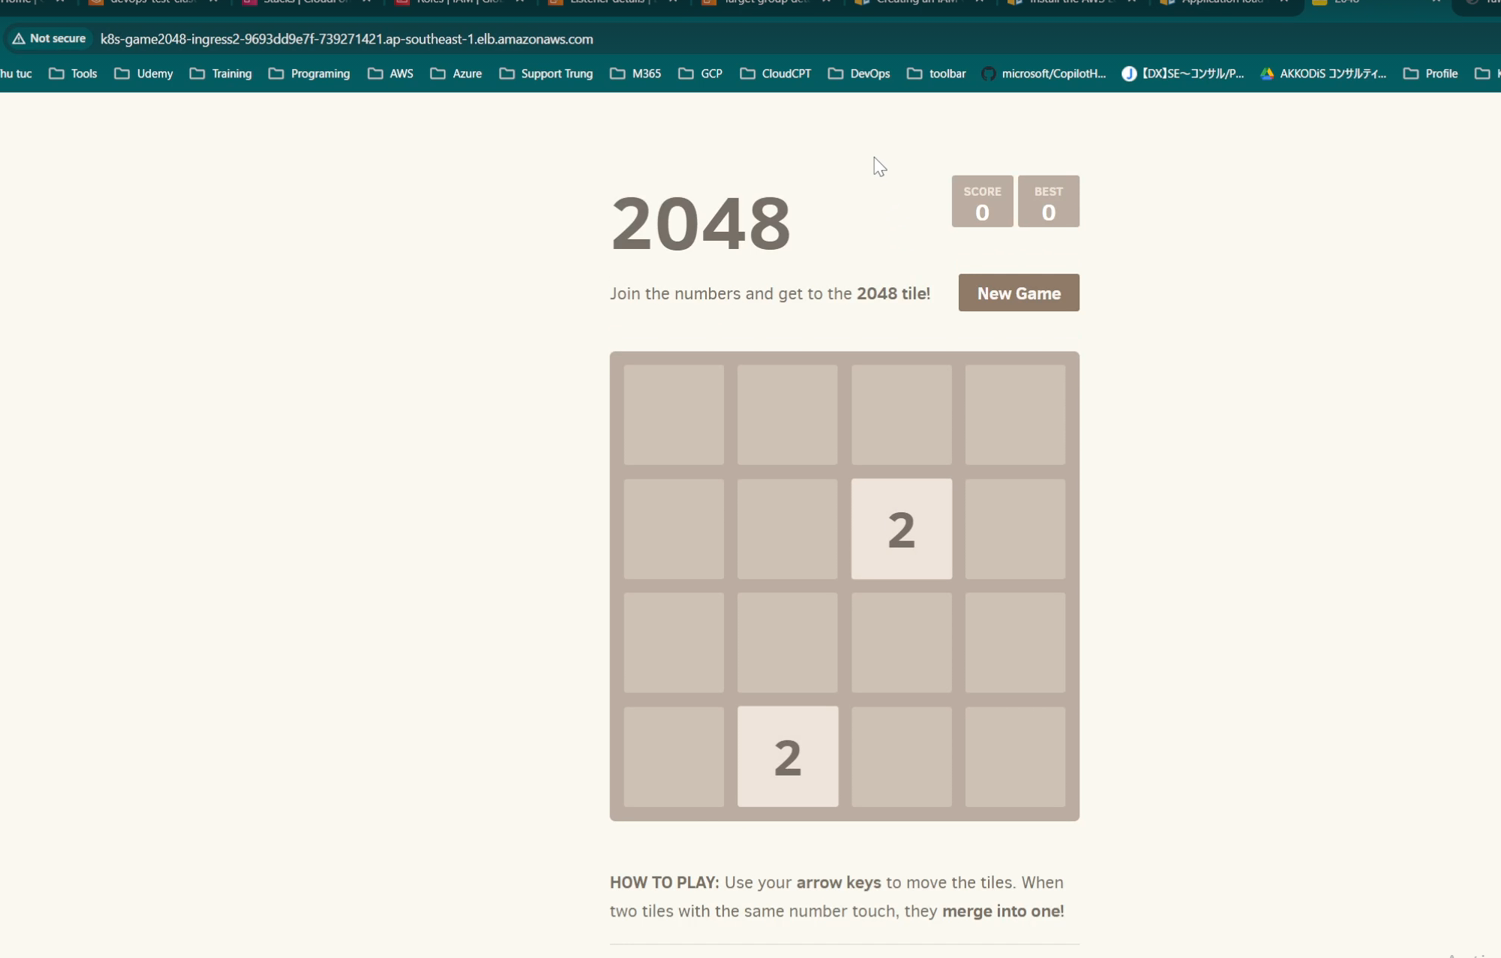 Not secure k8s-game2048-ingress2-9693dd9e7f-739271421.ap-southeast-1.elb.amazonaws.com
hu tuc Tools Udemy Training Programing AWS Azure Support Trung M365 GCP CloudCPT DevOps toolbar microsoft/CopilotH... 【DX】SE～コンサル/P... AKKODiS コンサルティ... Profile
2048
SCORE BEST
0 0
Join the numbers and get to the 2048 tile! New Game
2
2
HOW TO PLAY: Use your arrow keys to move the tiles. When
two tiles with the same number touch, they merge into one!